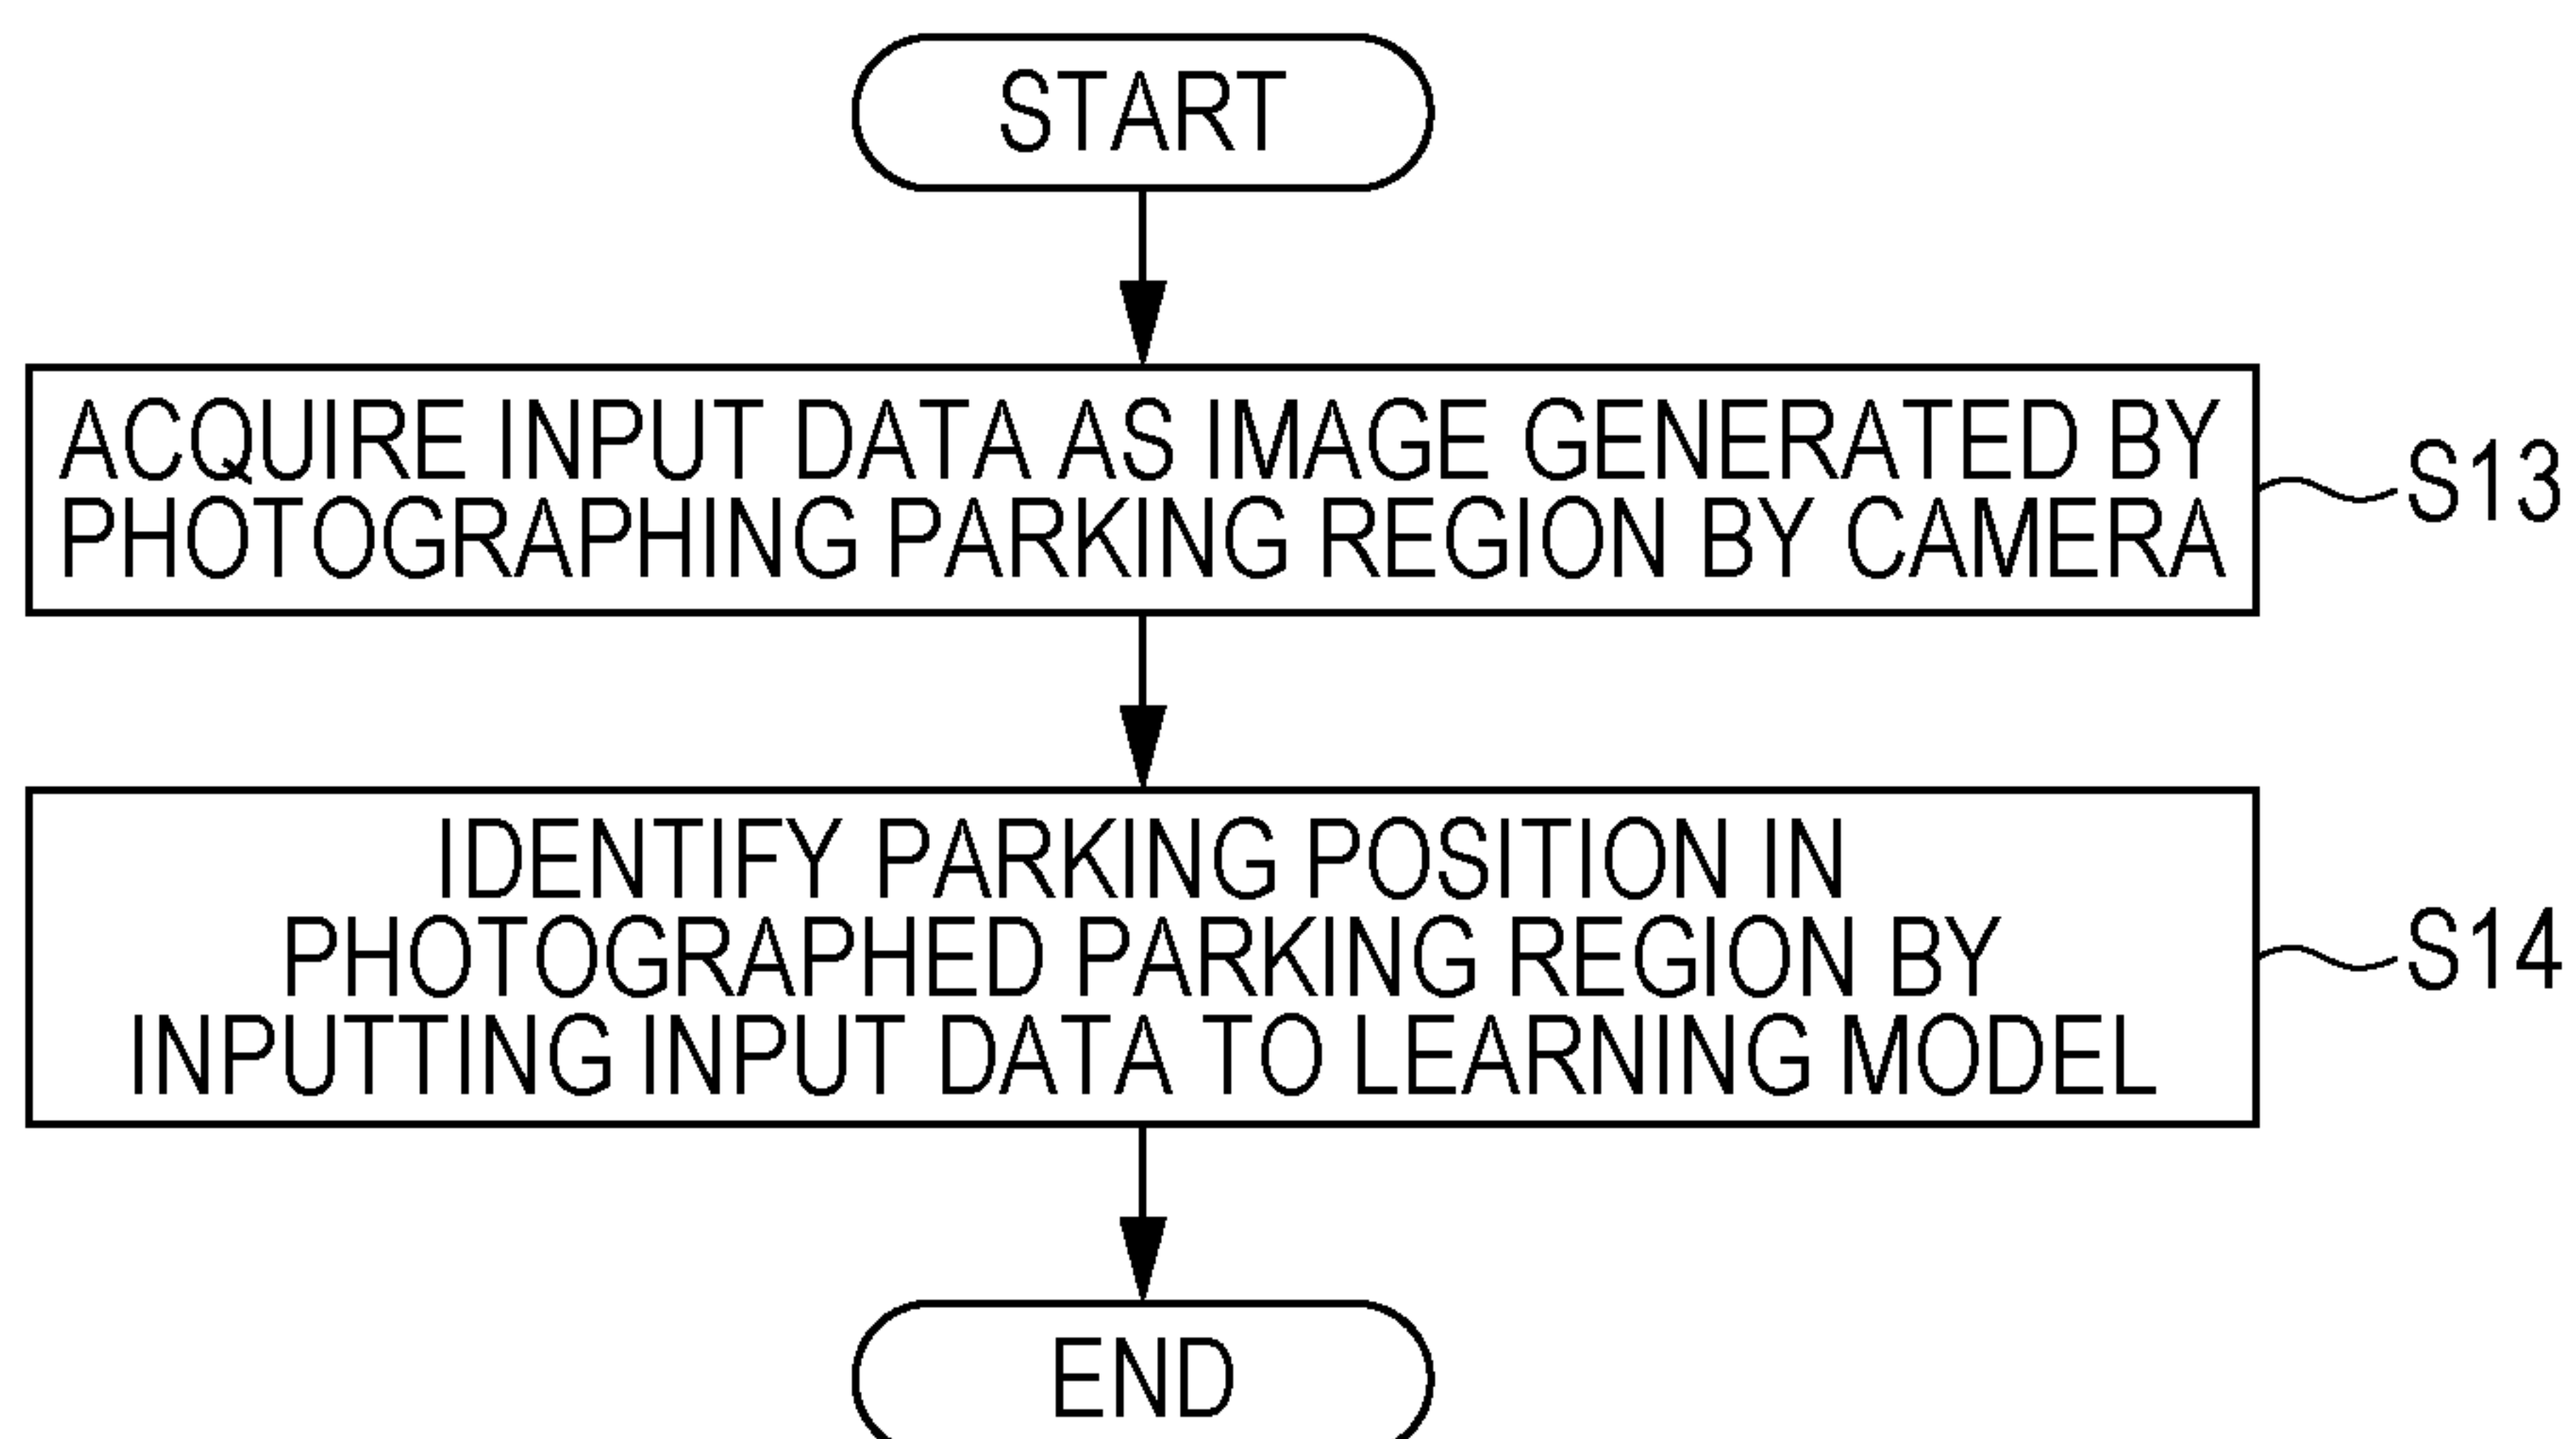 START
ACQUIRE INPUT DATA AS IMAGE GENERATED BY
PHOTOGRAPHING PARKING REGION BY CAMERA
S13
IDENTIFY PARKING POSITION IN
PHOTOGRAPHED PARKING REGION BY
INPUTTING INPUT DATA TO LEARNING MODEL
S14
END